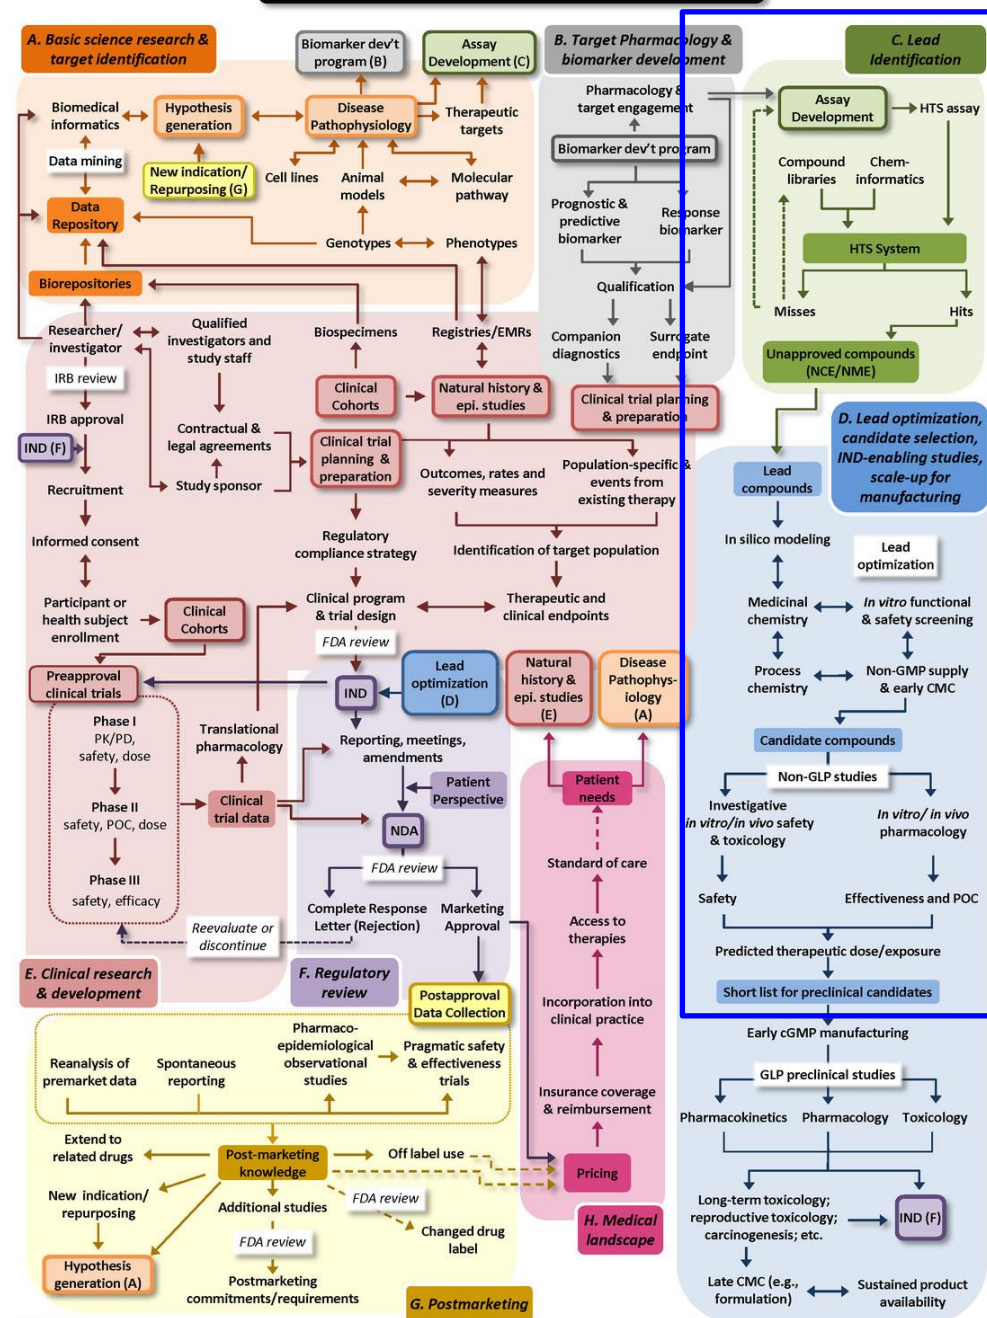 A. Basic science research &
target identification
Biomarker dev't
program (B)
Assay
Development (C)
Biomedical
informatics
Hypothesis
generation
Disease
Pathophysiology
Therapeutic
targets
Data mining
New indication/
Repurposing (G)
Cell lines
Animal
models
Molecular
pathway
Data
Repository
Genotypes
Phenotypes
Biorepositories
B. Target Pharmacology &
biomarker development
Pharmacology &
target engagement
Biomarker dev't program
Prognostic &
predictive
biomarker
Response
biomarker
Qualification
Companion
diagnostics
Surrogate
endpoint
Clinical trial planning
& preparation
C. Lead
Identification
Assay
Development
HTS assay
Compound
libraries
Chem-
informatics
HTS System
Misses
Hits
Unapproved compounds
(NCE/NME)
D. Lead optimization,
candidate selection,
IND-enabling studies,
scale-up for
manufacturing
Lead
compounds
In silico modeling
Lead
optimization
Medicinal
chemistry
In vitro functional
& safety screening
Process
chemistry
Non-GMP supply
& early CMC
Candidate compounds
Non-GLP studies
Investigative
in vitro/in vivo safety
& toxicology
In vitro/ in vivo
pharmacology
Safety
Effectiveness and POC
Predicted therapeutic dose/exposure
Short list for preclinical candidates
Early cGMP manufacturing
GLP preclinical studies
Pharmacokinetics
Pharmacology
Toxicology
Long-term toxicology;
reproductive toxicology;
carcinogenesis; etc.
IND (F)
Late CMC (e.g.,
formulation)
Sustained product
availability
Researcher/
investigator
Qualified
investigators and
study staff
Biospecimens
Registries/EMRs
IRB review
IRB approval
Clinical
Cohorts
Natural history &
epi. studies
IND (F)
Contractual &
legal agreements
Clinical trial
planning &
preparation
Recruitment
Study sponsor
Outcomes, rates and
severity measures
Population-specific &
events from
existing therapy
Informed consent
Regulatory
compliance strategy
Identification of target population
Participant or
health subject
enrollment
Clinical
Cohorts
Clinical program
& trial design
Therapeutic and
clinical endpoints
FDA review
Preapproval
clinical trials
Phase I
PK/PD,
safety, dose
Phase II
safety, POC, dose
Phase III
safety, efficacy
Translational
pharmacology
Clinical
trial data
E. Clinical research
& development
IND
Lead
optimization
(D)
Reporting, meetings,
amendments
Patient
Perspective
NDA
FDA review
Complete Response
Letter (Rejection)
Marketing
Approval
Reevaluate or
discontinue
F. Regulatory
review
Natural
history &
epi. studies
(E)
Disease
Pathophys-
iology
(A)
Patient
needs
Standard of care
Access to
therapies
Incorporation into
clinical practice
Insurance coverage
& reimbursement
Pricing
H. Medical
landscape
Postapproval
Data Collection
Reanalysis of
premarket data
Spontaneous
reporting
Pharmaco-
epidemiological
observational
studies
Pragmatic safety
& effectiveness
trials
Extend to
related drugs
Post-marketing
knowledge
Off label use
New indication/
repurposing
Additional studies
FDA review
Changed drug
label
FDA review
Hypothesis
generation (A)
Postmarketing
commitments/requirements
G. Postmarketing